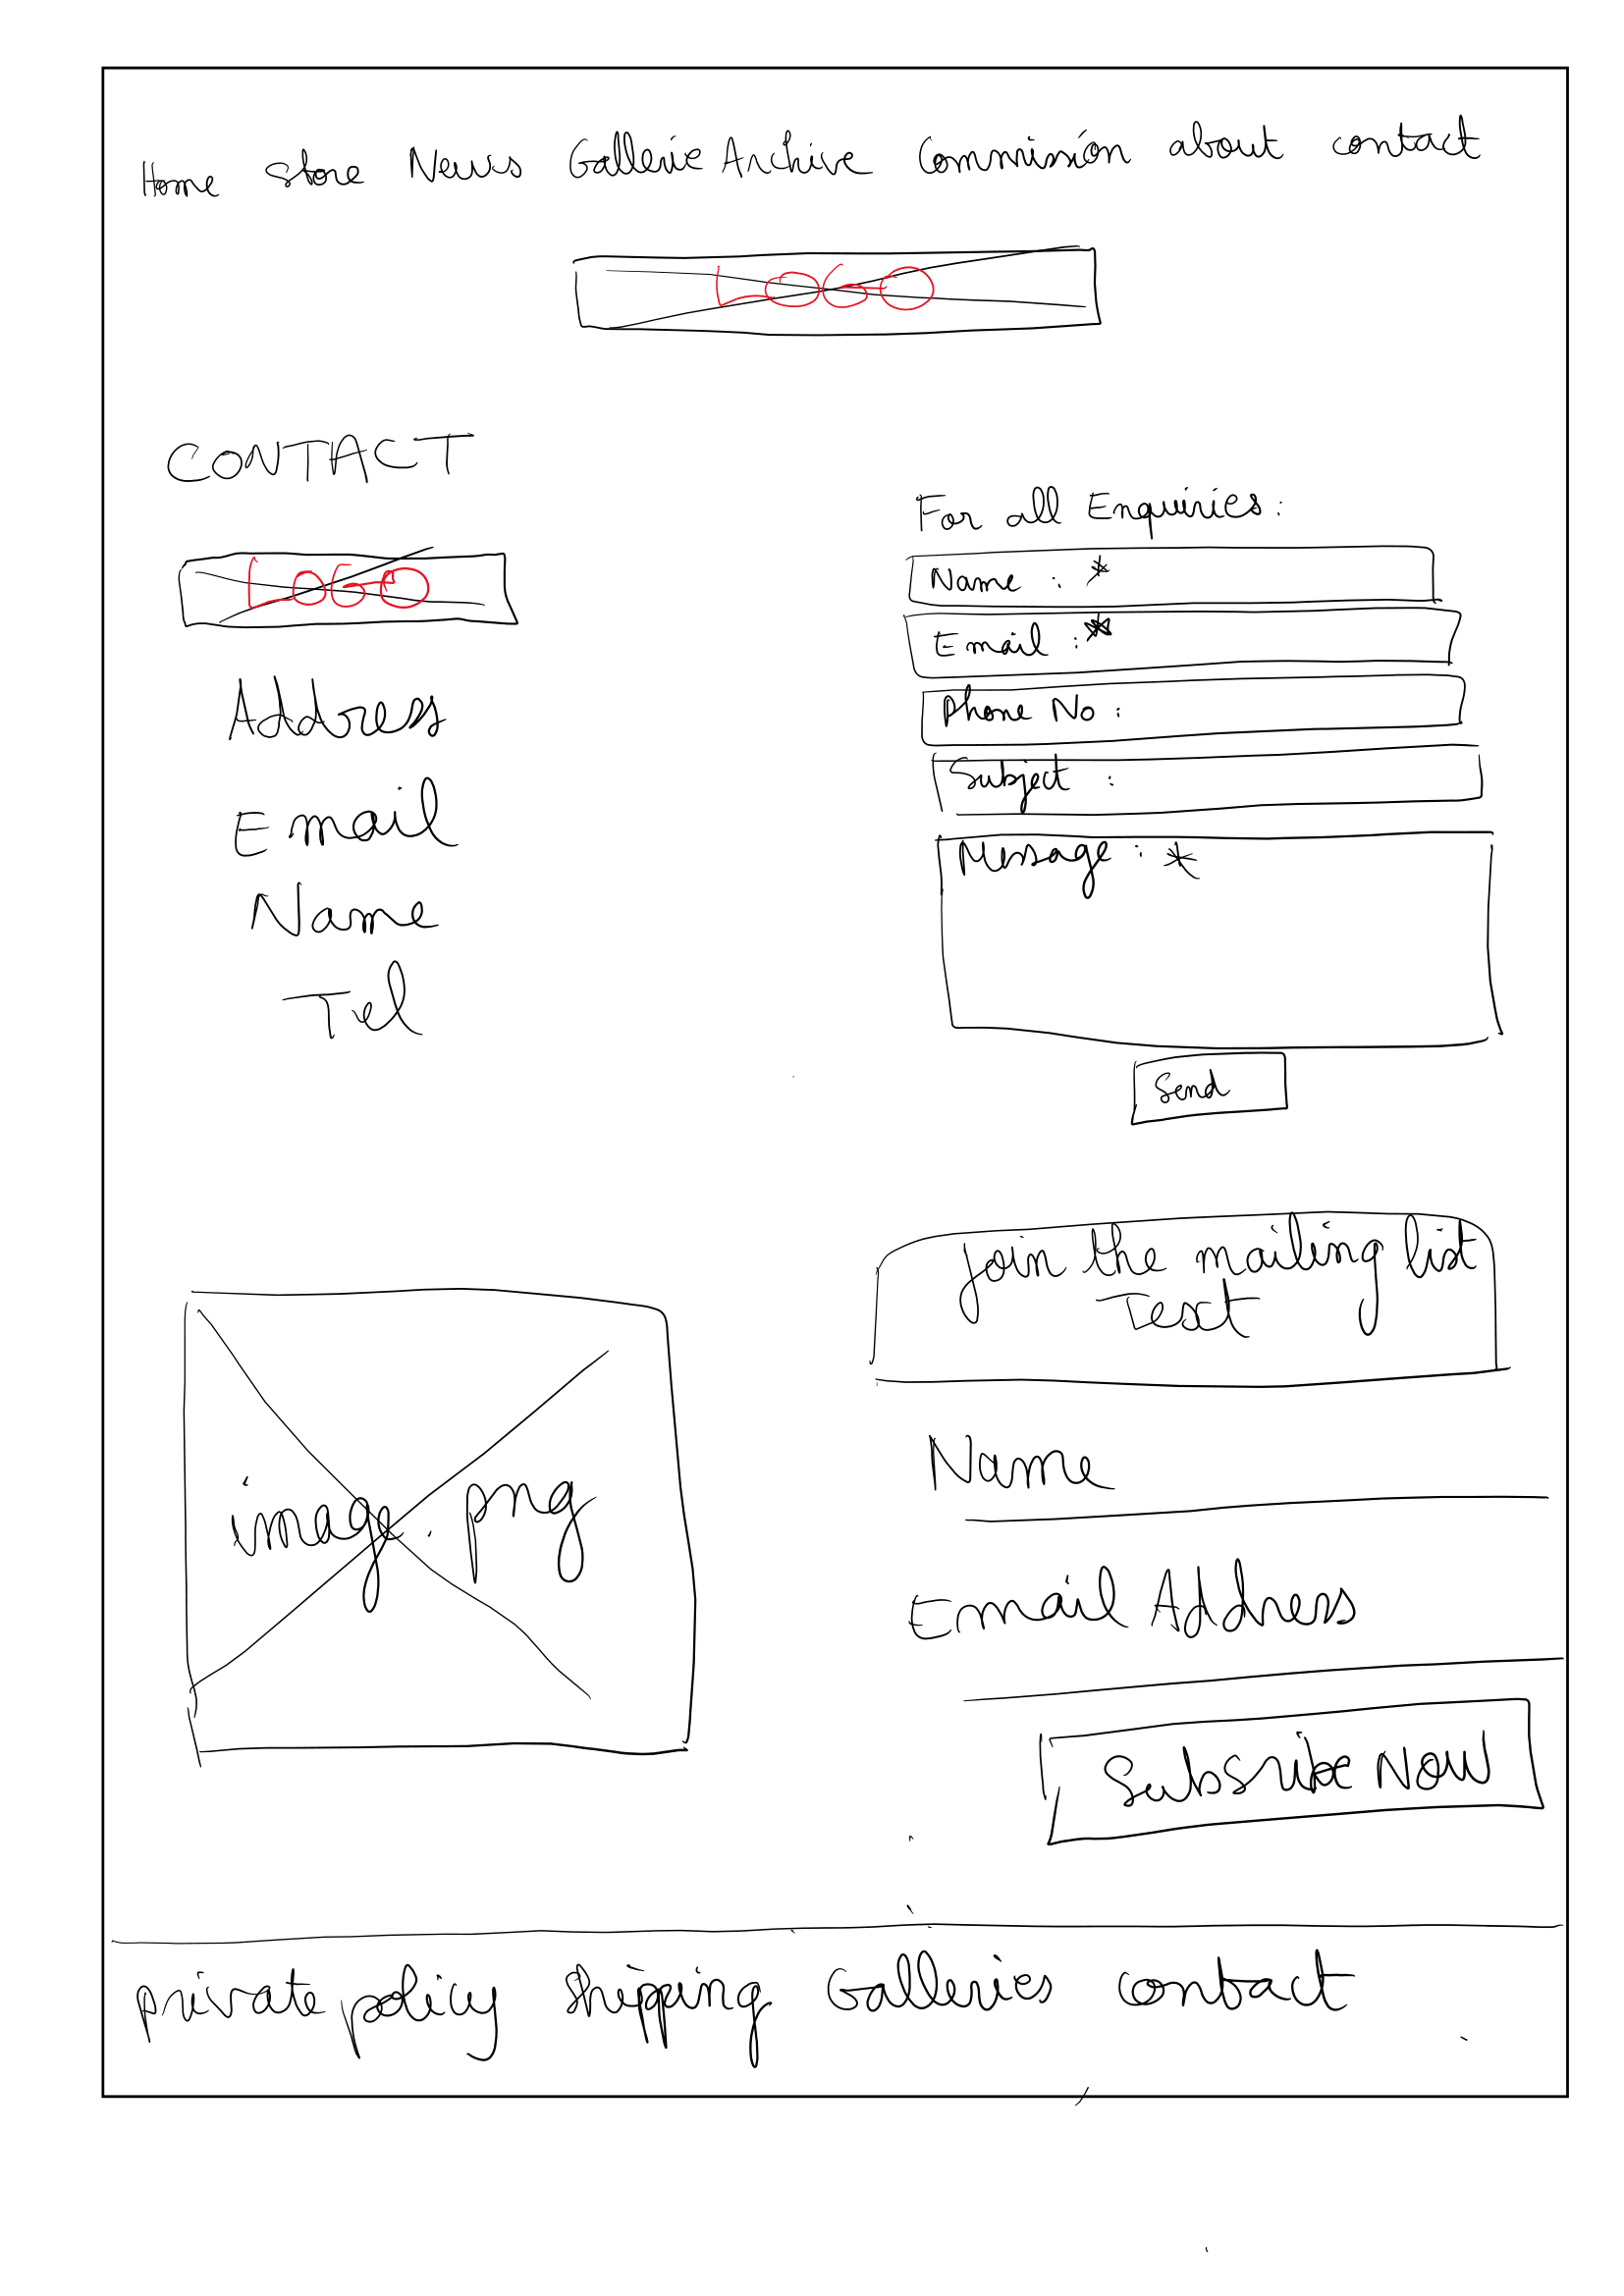 Home Store News Gallerie Archive Commission about contact
LOGO
CONTACT
LOGO
Address
Email
Name
Tel
For all Enquiries:
Name : *
Email : *
Phone No :
Subject :
Message : *
Send
image.png
join the mailing list
Text
Name
Email Address
Subsribe NOW
private policy Shipping Galleries contact